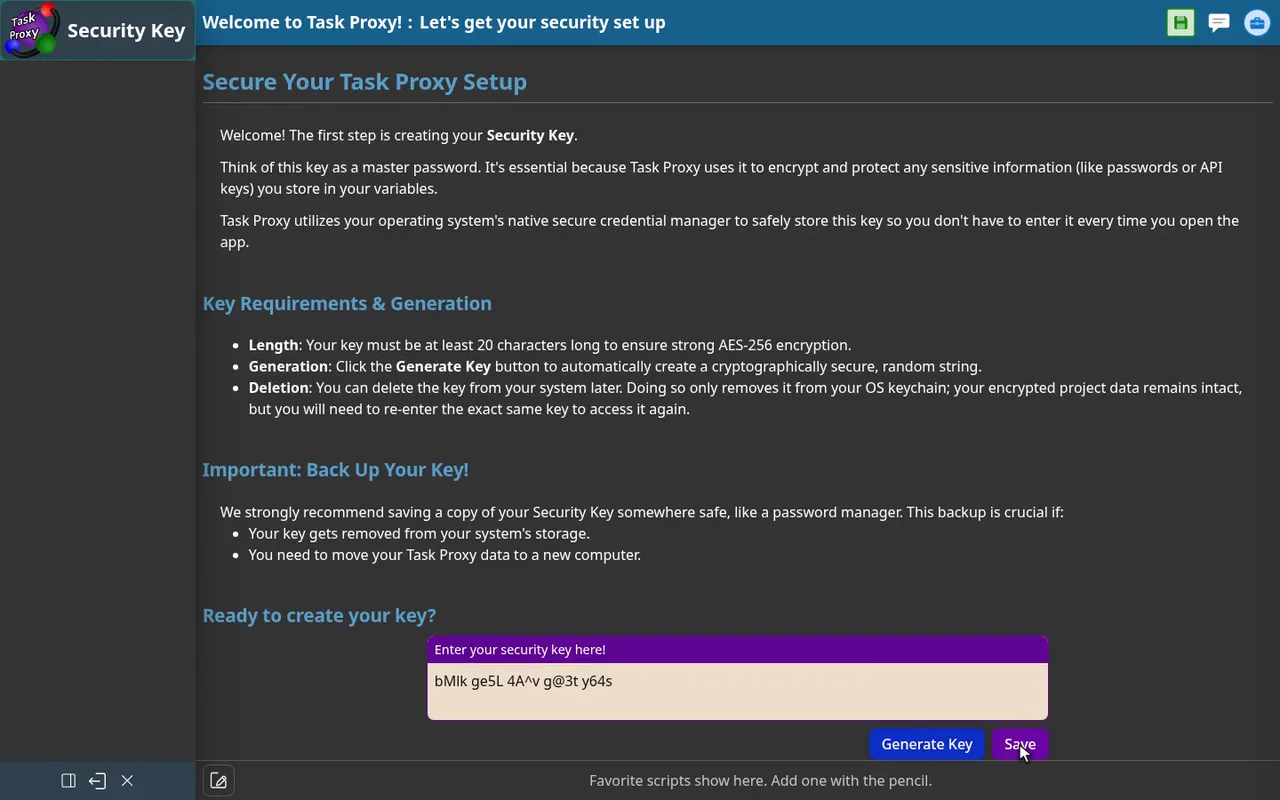 Task Proxy
Security Key
Welcome to Task Proxy! : Let's get your security set up
Secure Your Task Proxy Setup
Welcome! The first step is creating your Security Key.
Think of this key as a master password. It's essential because Task Proxy uses it to encrypt and protect any sensitive information (like passwords or API
keys) you store in your variables.
Task Proxy utilizes your operating system's native secure credential manager to safely store this key so you don't have to enter it every time you open the
app.
Key Requirements & Generation
Length: Your key must be at least 20 characters long to ensure strong AES-256 encryption.
Generation: Click the Generate Key button to automatically create a cryptographically secure, random string.
Deletion: You can delete the key from your system later. Doing so only removes it from your OS keychain; your encrypted project data remains intact,
but you will need to re-enter the exact same key to access it again.
Important: Back Up Your Key!
We strongly recommend saving a copy of your Security Key somewhere safe, like a password manager. This backup is crucial if:
Your key gets removed from your system's storage.
You need to move your Task Proxy data to a new computer.
Ready to create your key?
Enter your security key here!
bMlk ge5L 4A^v g@3t y64s
Generate Key
Save
Favorite scripts show here. Add one with the pencil.